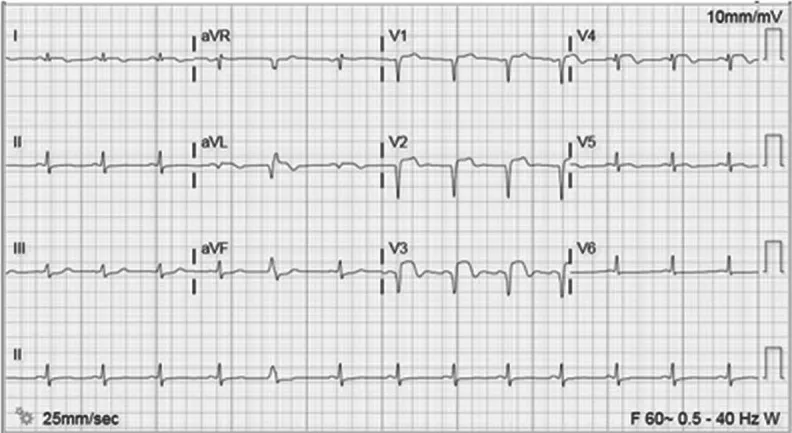 10mm/mV
I aVR V1 V4
II aVL V2 V5
III aVF V3 V6
II
25mm/sec F 60~ 0.5 - 40 Hz W